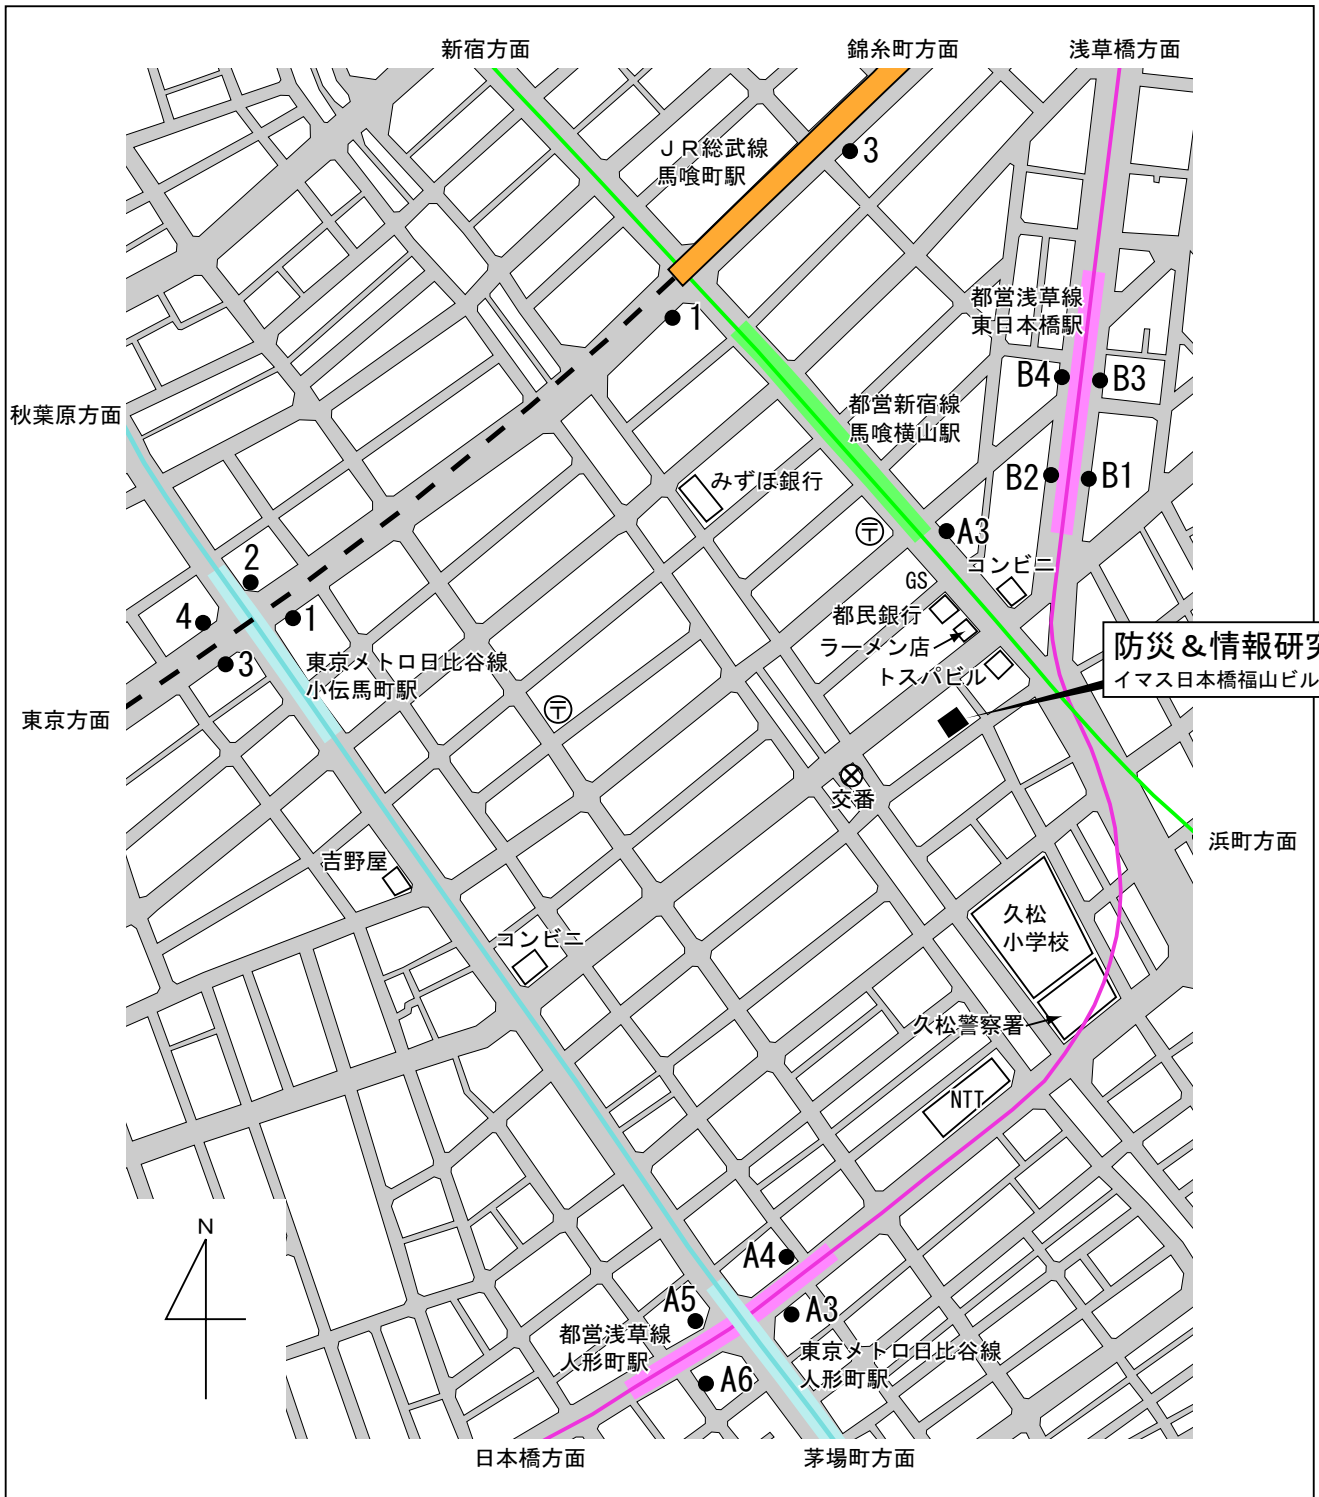 新宿方面
錦糸町方面
浅草橋方面
ＪＲ総武線
馬喰町駅
3
都営浅草線
東日本橋駅
1
B4
B3
秋葉原方面
都営新宿線
馬喰横山駅
みずほ銀行
B2
B1
〒
A3
コンビニ
2
GS
4
1
都民銀行
ラーメン店
防災＆情報研究
イマス日本橋福山ビル
3
東京メトロ日比谷線
小伝馬町駅
トスパビル
〒
東京方面
交番
浜町方面
吉野屋
久松
小学校
コンビニ
久松警察署
NTT
N
A4
A5
A3
都営浅草線
人形町駅
東京メトロ日比谷線
人形町駅
A6
日本橋方面
茅場町方面